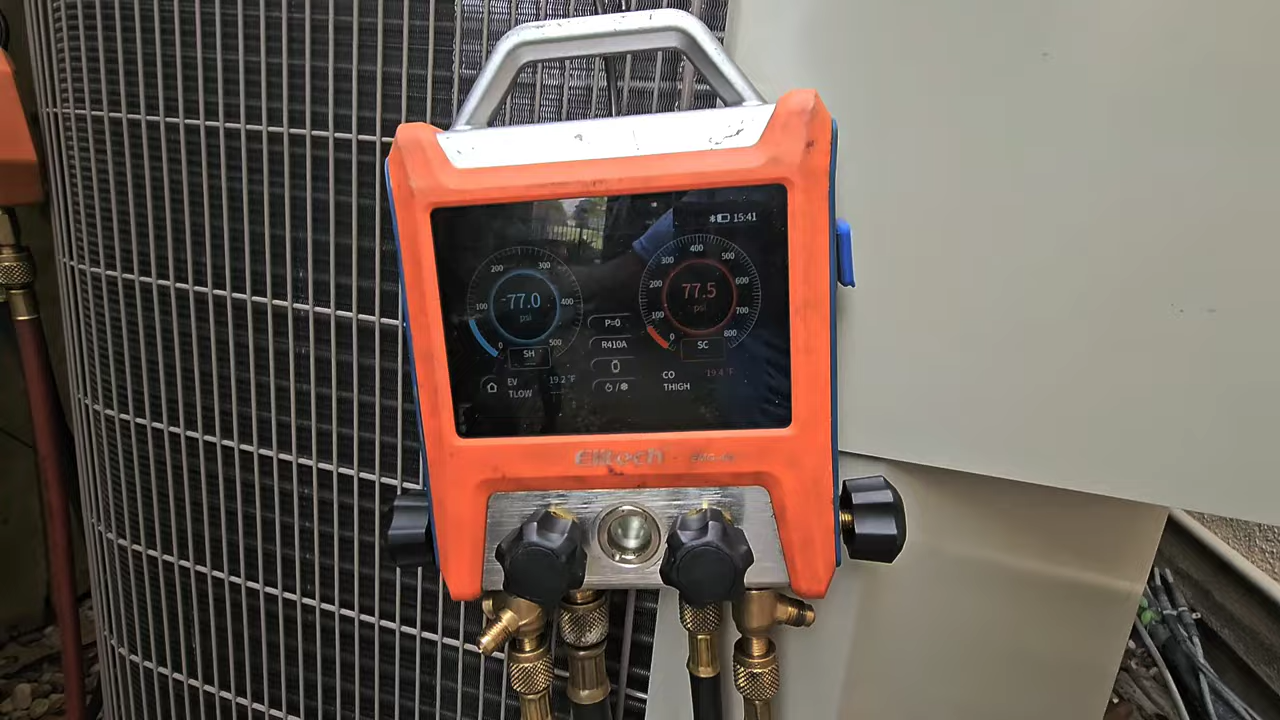 15:41
200 300
100 400
0 500
-77.0
psi
SH
400
300 500
200 600
100 700
0 800
77.5
psi
SC
P=0
R410A
EV 19.2 °F
TLOW
CO 19.4 °F
THIGH
Elitech